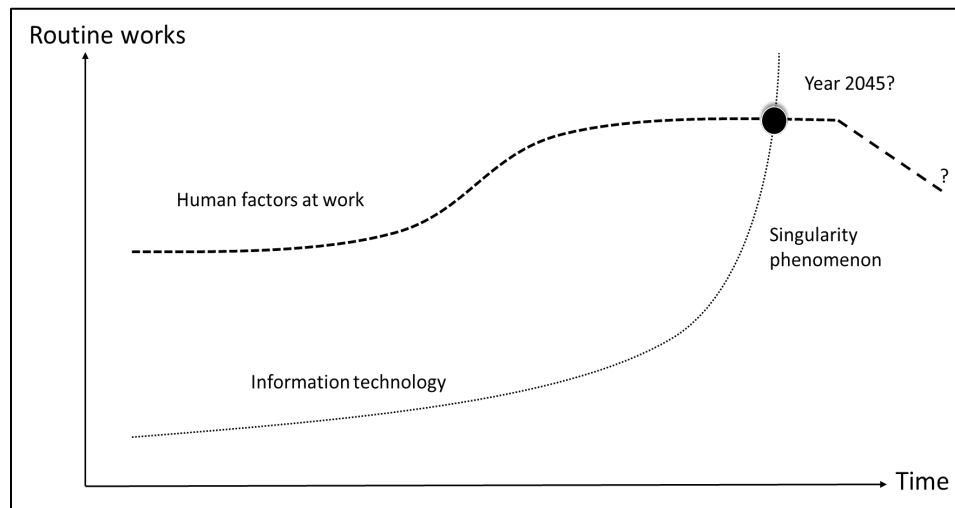 Routine works
Year 2045?
Human factors at work
?
Singularity
phenomenon
Information technology
Time